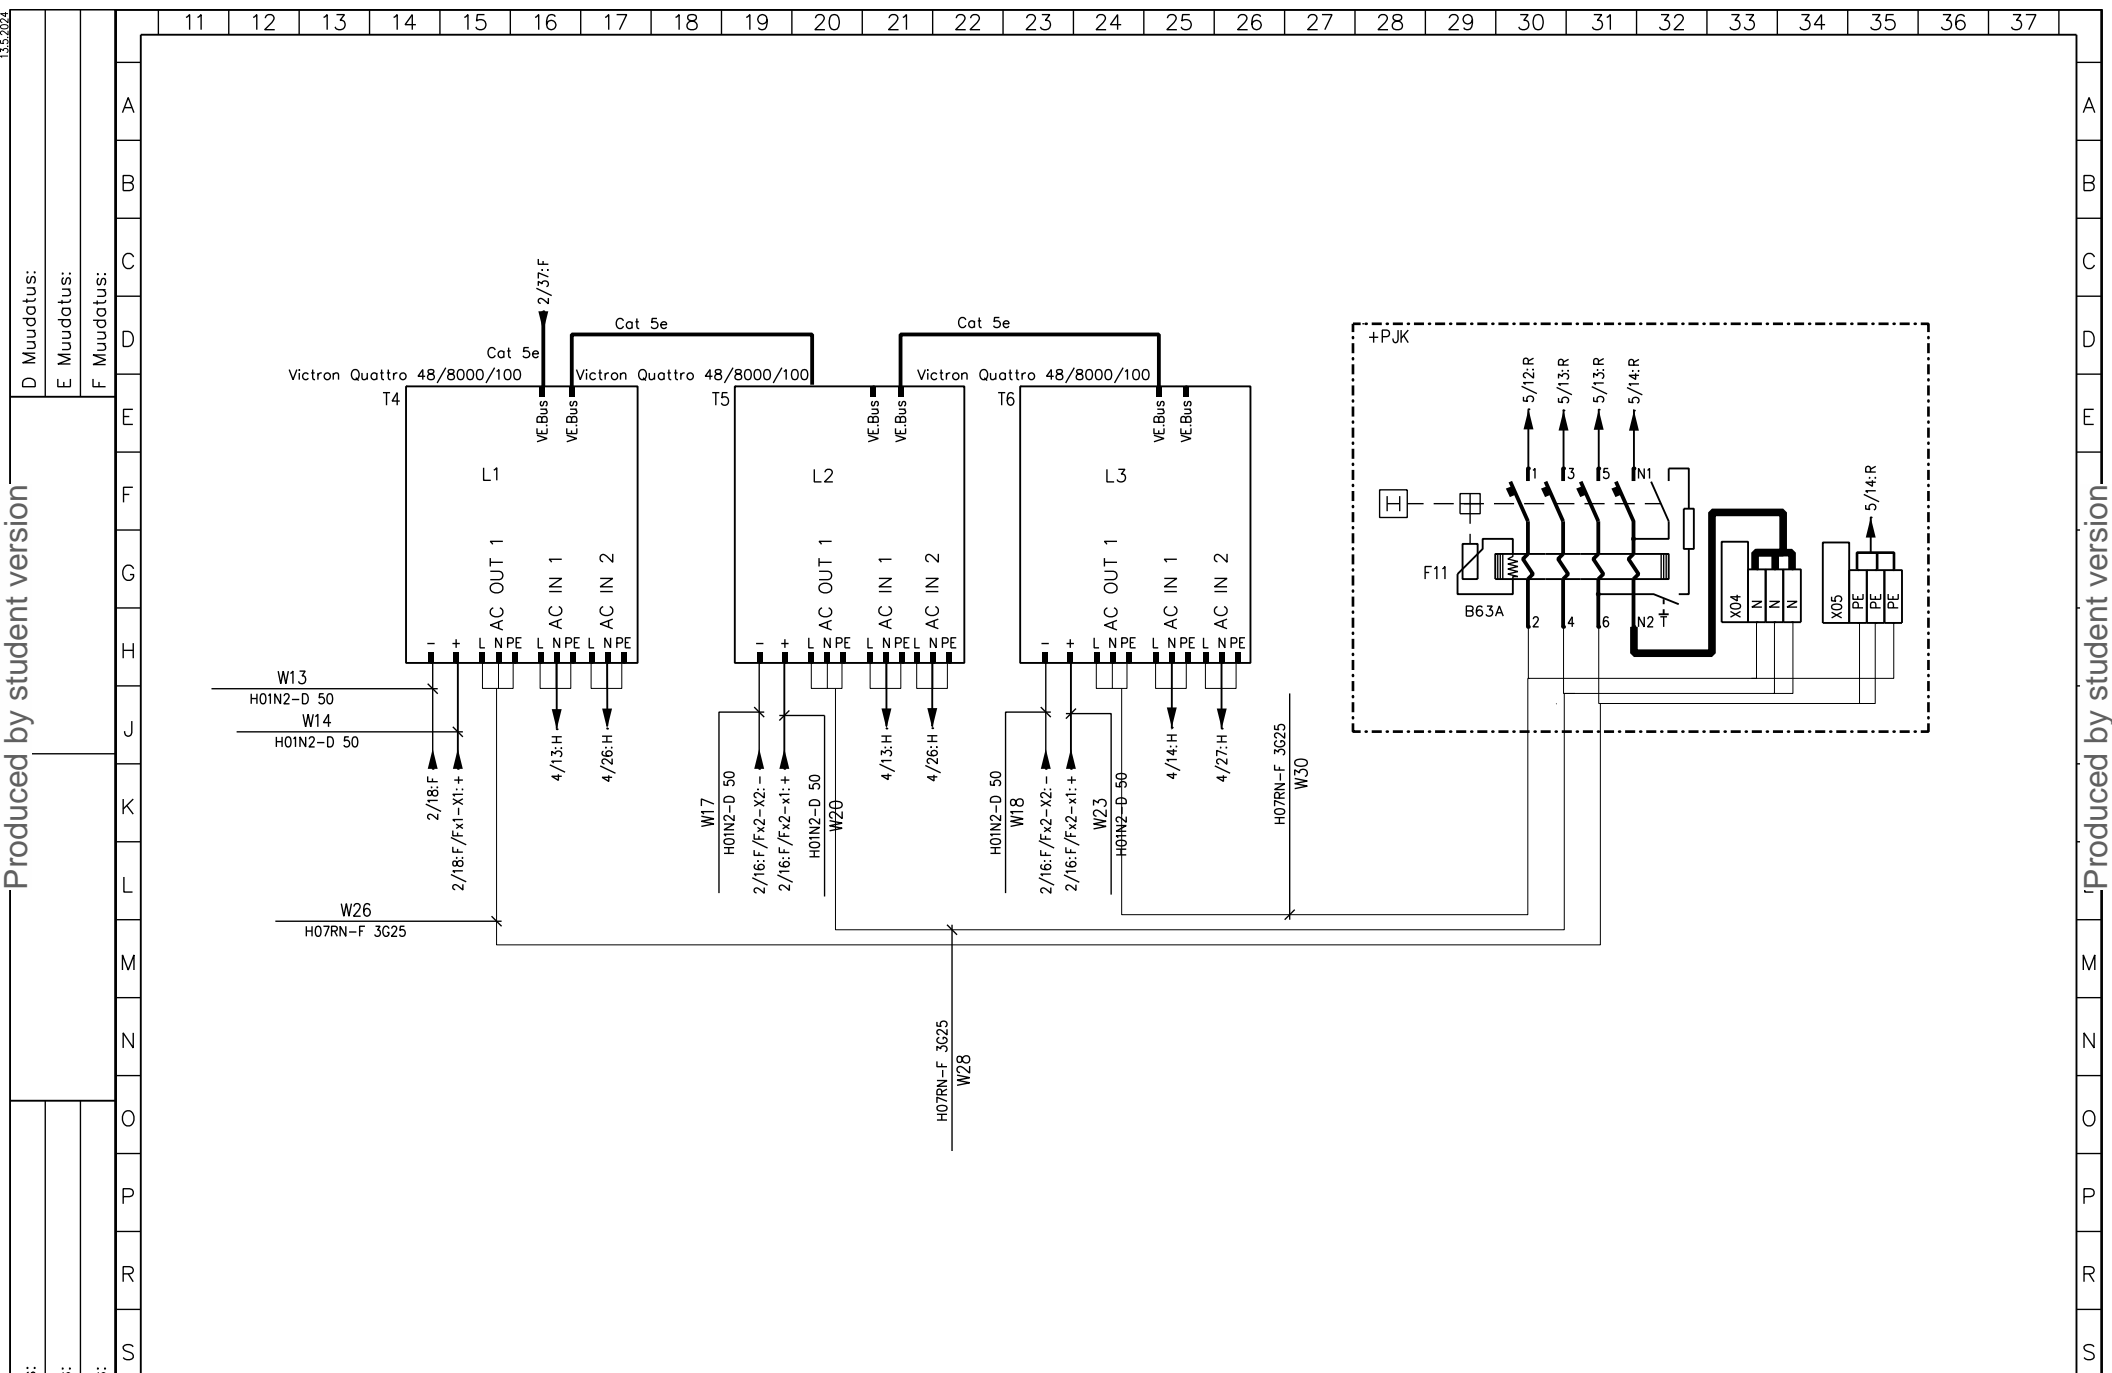 13.5.2024
11 12 13 14 15 16 17 18 19 20 21 22 23 24 25 26 27 28 29 30 31 32 33 34 35 36 37
A A
B B
C C
D D
E E
F F
G G
H H
J J
K K
L L
M M
N N
O O
P P
R R
S S
D Muudatus:
E Muudatus:
F Muudatus:
Produced by student version
Produced by student version
2/37:F
Cat 5e
Cat 5e
Cat 5e
Victron Quattro 48/8000/100
T4
VE.Bus
VE.Bus
L1
AC OUT 1
AC IN 1
AC IN 2
- + L N PE L N PE L N PE
Victron Quattro 48/8000/100
T5
VE.Bus
VE.Bus
L2
AC OUT 1
AC IN 1
AC IN 2
- + L N PE L N PE L N PE
Victron Quattro 48/8000/100
T6
VE.Bus
VE.Bus
L3
AC OUT 1
AC IN 1
AC IN 2
- + L N PE L N PE L N PE
W13
H01N2-D 50
W14
H01N2-D 50
2/18:F
2/18:F/Fx1-X1:+
4/13:H
4/26:H
W17
H01N2-D 50
2/16:F/Fx2-X2:-
2/16:F/Fx2-x1:+
H01N2-D 50
W20
4/13:H
4/26:H
H01N2-D 50
W18
2/16:F/Fx2-X2:-
2/16:F/Fx2-x1:+
W23
H01N2-D 50
4/14:H
4/27:H
H07RN-F 3G25
W30
W26
H07RN-F 3G25
H07RN-F 3G25
W28
+PJK
5/12:R
5/13:R
5/13:R
5/14:R
1 3 5 N1
H
F11
B63A
2 4 6 N2
X04
N
N
N
X05
PE
PE
PE
5/14:R